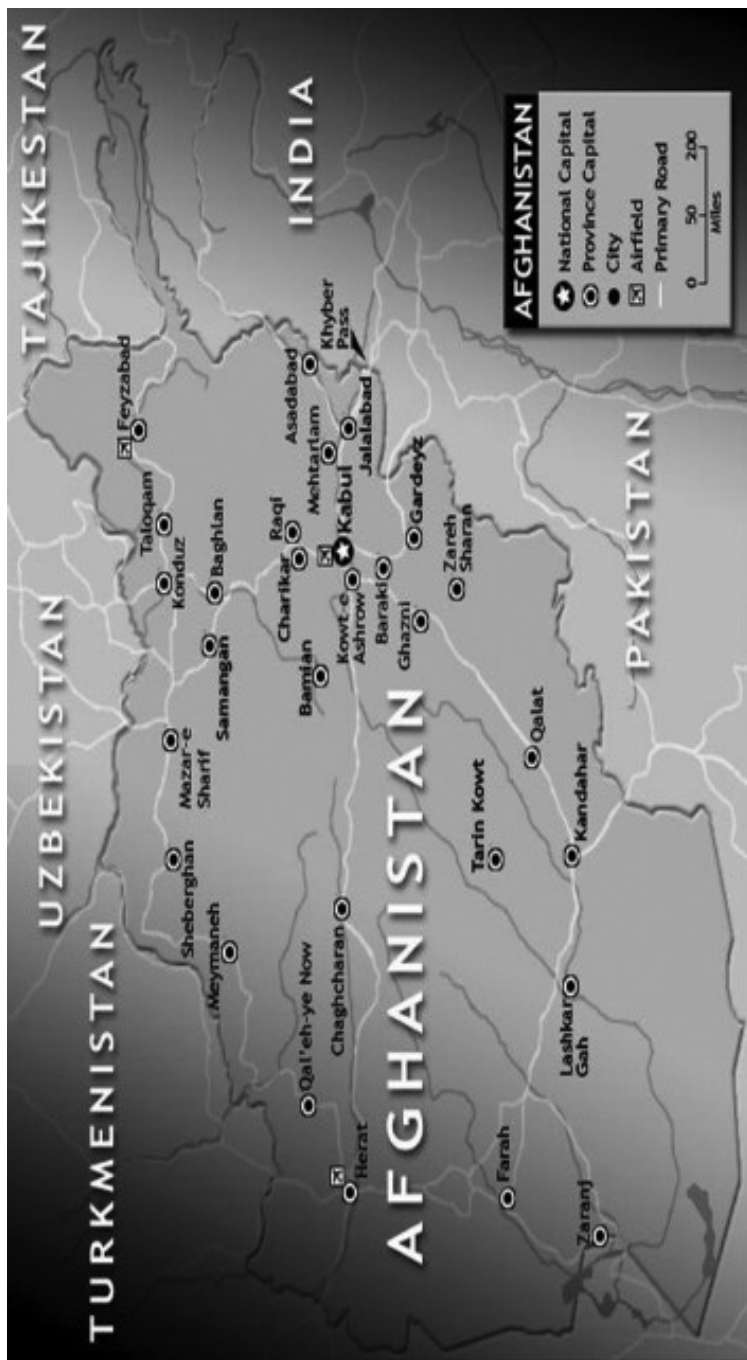 TAJIKESTAN
UZBEKISTAN
TURKMENISTAN
INDIA
Feyzabad
Taloqam
Konduz
Baghlan
Samangan
Mazar-e
Sharif
Sheberghan
Meymaneh
Qal'eh-ye Now
Herat
Chaghcharan
Bamian
Charikar
Raqi
Mehtarlam
Asadabad
Khyber
Pass
Jalalabad
Kabul
Kowt-e
Ashrow
Baraki
Ghazni
Gardeyz
Zareh
Sharan
AFGHANISTAN
Tarin Kowt
Qalat
Kandahar
Lashkar
Gah
Farah
Zaranj
PAKISTAN
AFGHANISTAN
National Capital
Province Capital
City
Airfield
Primary Road
0 50 200
Miles